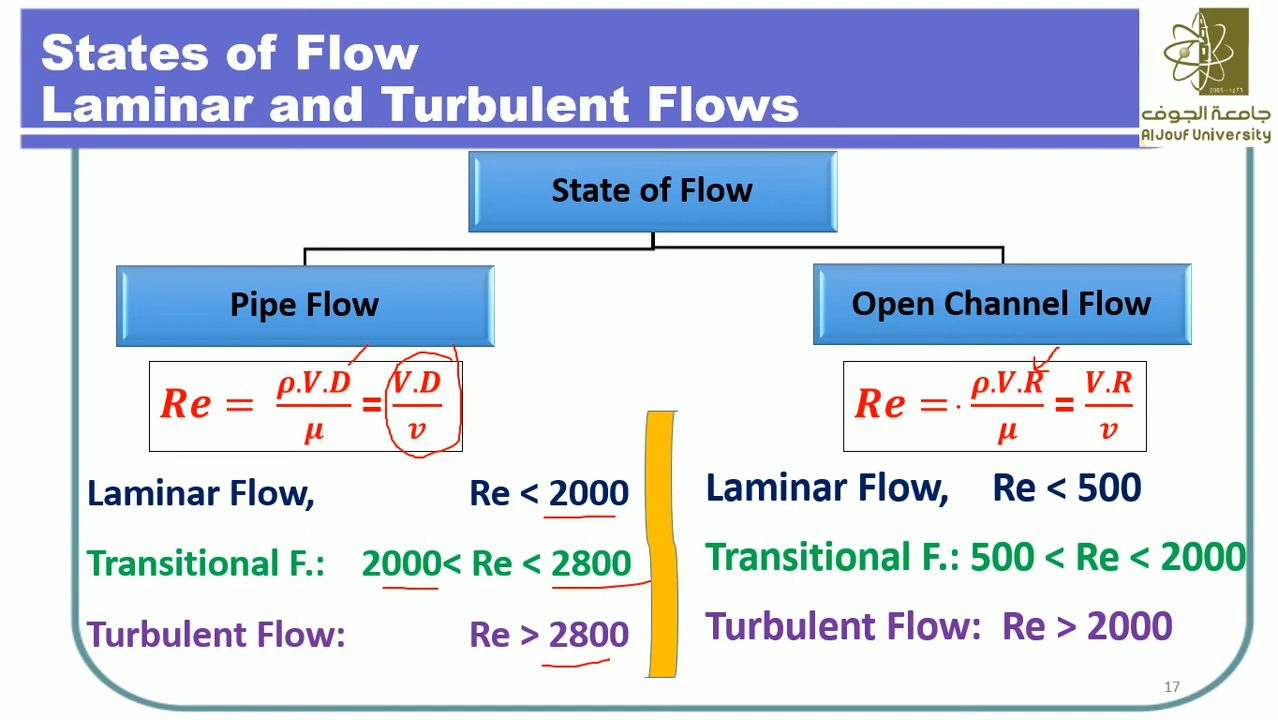 States of Flow
Laminar and Turbulent Flows
2005-١٤٢٦
جامعة الجوف
AlJouf University
State of Flow
Pipe Flow
Open Channel Flow
Re = ρ.V.D/μ = V.D/υ
Re = ρ.V.R/μ = V.R/υ
Laminar Flow, Re < 2000
Transitional F.: 2000< Re < 2800
Turbulent Flow: Re > 2800
Laminar Flow, Re < 500
Transitional F.: 500 < Re < 2000
Turbulent Flow: Re > 2000
17